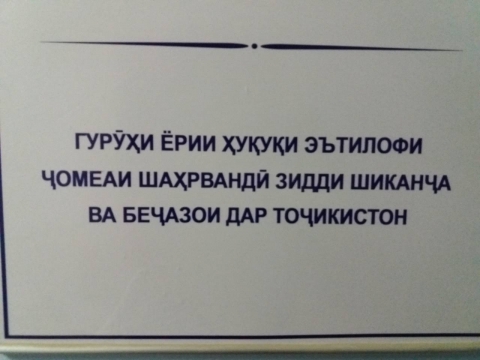 ГУРӮҲИ ЁРИИ ҲУҚУҚИ ЭЪТИЛОФИ
ҶОМЕАИ ШАҲРВАНДӢ ЗИДДИ ШИКАНҶА
ВА БЕҶАЗОИ ДАР ТОҶИКИСТОН